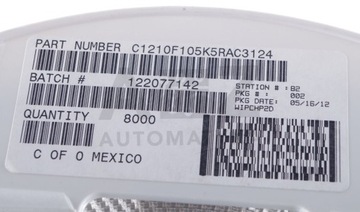 PART NUMBER C1210F105K5RAC3124
BATCH # 122077142
STATION #: B2
PKG #: 002
PKG DATE: 05/16/12
WIPCHP2D
QUANTITY 8000
AUTOMA
C OF O MEXICO